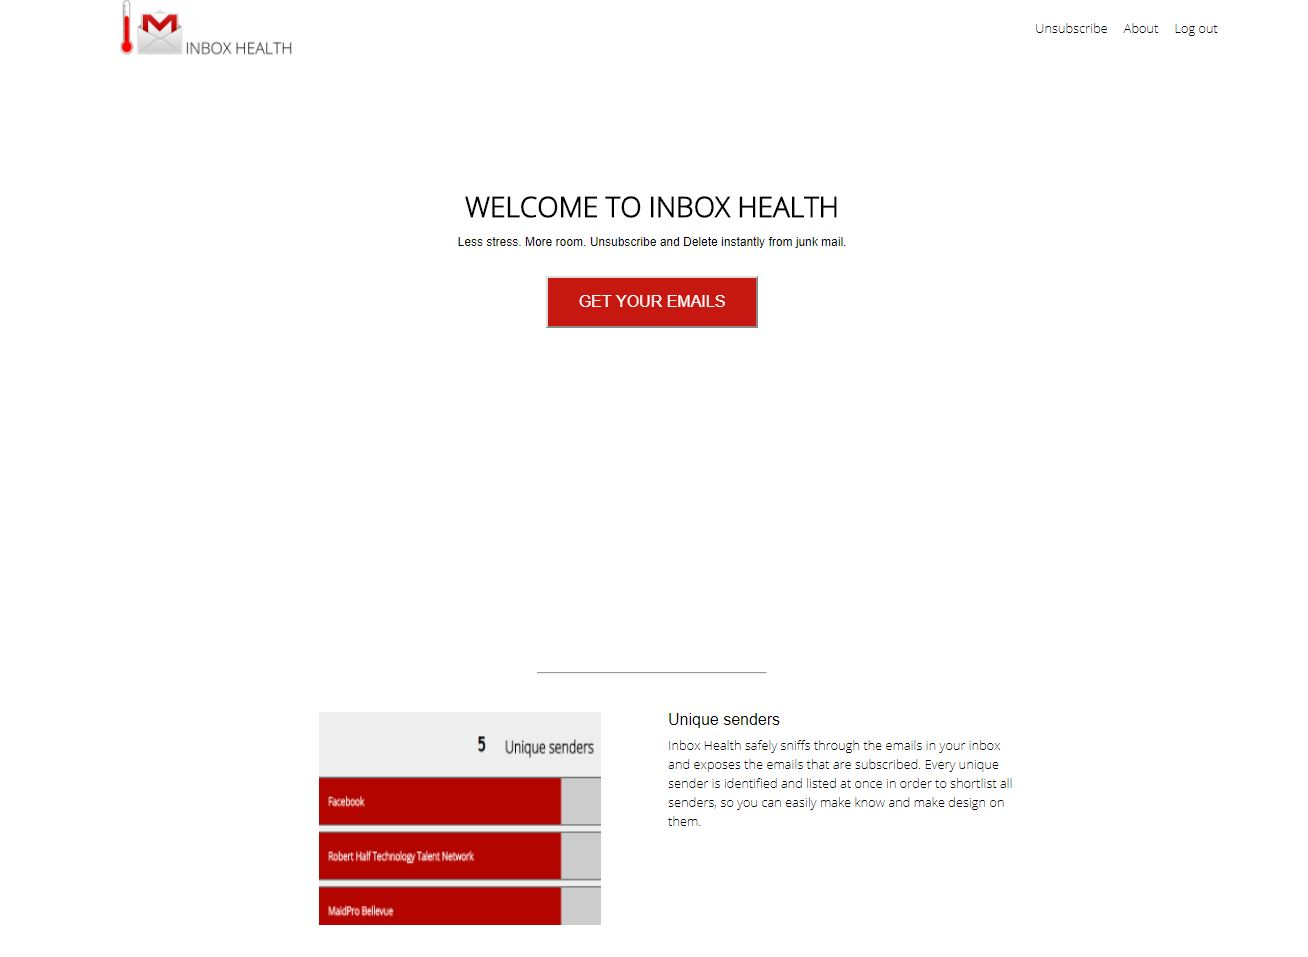 INBOX HEALTH
Unsubscribe About Log out
WELCOME TO INBOX HEALTH
Less stress. More room. Unsubscribe and Delete instantly from junk mail.
GET YOUR EMAILS
5 Unique senders
Facebook
Robert Half Technology Talent Network
MaidPro Bellevue
Unique senders
Inbox Health safely sniffs through the emails in your inbox
and exposes the emails that are subscribed. Every unique
sender is identified and listed at once in order to shortlist all
senders, so you can easily make know and make design on
them.